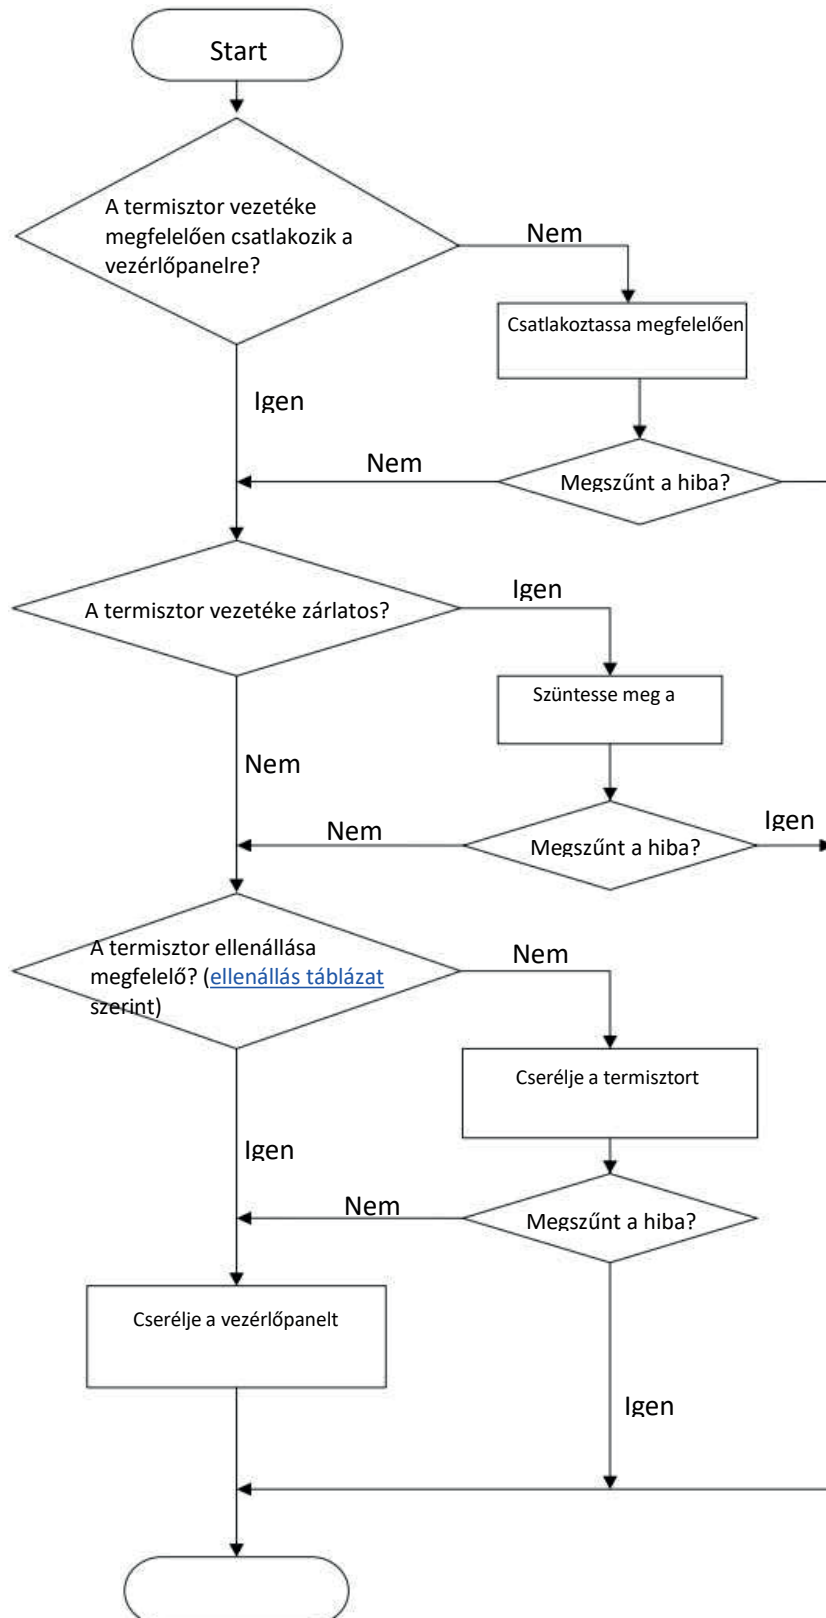 Start
A termisztor vezetéke
megfelelően csatlakozik a
vezérlőpanelre?
Nem
Csatlakoztassa megfelelően
Igen
Nem
Megszűnt a hiba?
A termisztor vezetéke zárlatos?
Igen
Szüntesse meg a
Nem
Nem
Megszűnt a hiba?
Igen
A termisztor ellenállása
megfelelő? (ellenállás táblázat
szerint)
Nem
Cserélje a termisztort
Igen
Nem
Megszűnt a hiba?
Cserélje a vezérlőpanelt
Igen